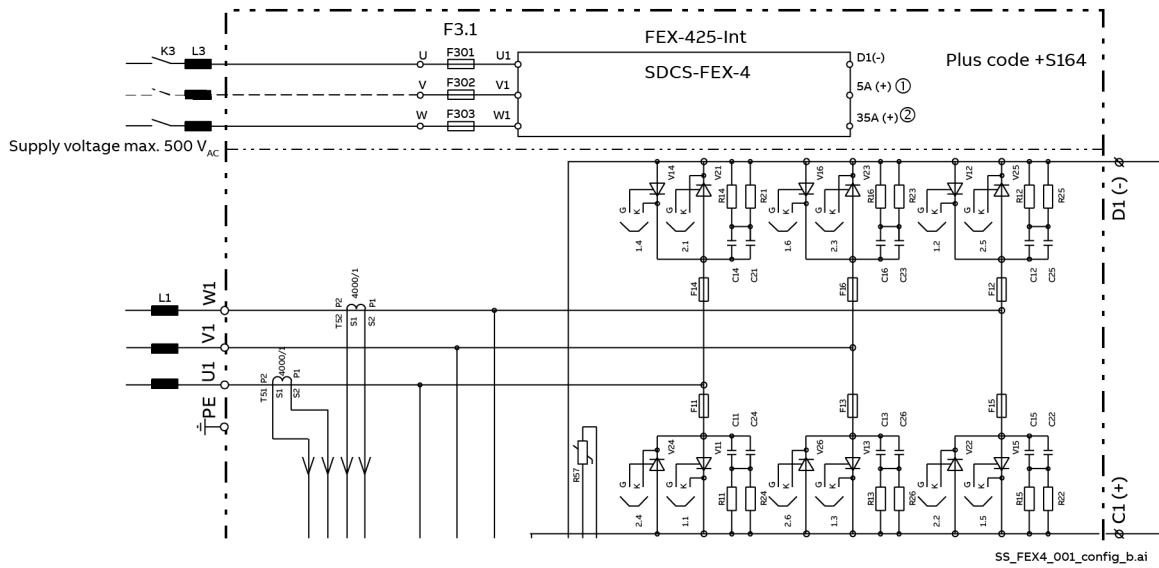 F3.1
FEX-425-Int
K3 L3 U F301 U1 D1(-)
SDCS-FEX-4
Plus code +S164
V F302 V1 5A (+) ①
W F303 W1 35A (+) ②
Supply voltage max. 500 VAC
V14 V21 R14 R21 V16 V23 R16 R23 V12 V25 R12 R25
D1 (-)
G K G K G K G K G K G K
1.4 2.1 1.6 2.3 1.2 2.5
C14 C21 C16 C23 C12 C25
F14 F16 F12
L1 W1 T52 P2 S1 4000/1 P1 S2
V1
U1 T51 P2 S1 4000/1 P1 S2
PE
F11 C11 C24 F13 C13 C26 F15 C15 C22
R57
V24 V11 V26 V13 V22 V15
G K G K G K G K G K G K
R11 R24 R13 R26 R15 R22
2.4 1.1 2.6 1.3 2.2 1.5
C1 (+)
SS_FEX4_001_config_b.ai